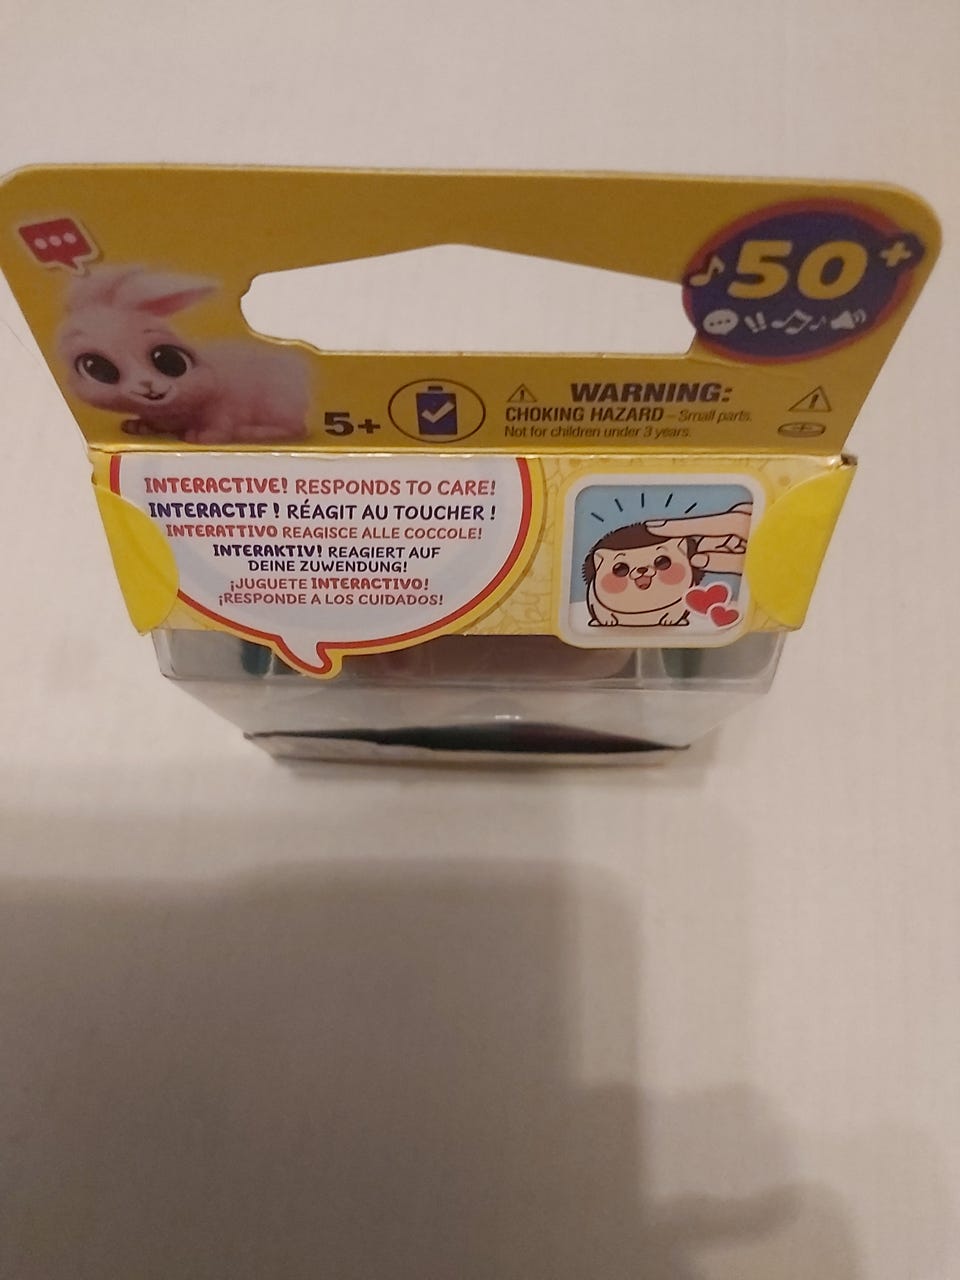 50+
5+
WARNING:
CHOKING HAZARD – Small parts.
Not for children under 3 years.
INTERACTIVE! RESPONDS TO CARE!
INTERACTIF ! RÉAGIT AU TOUCHER !
INTERATTIVO REAGISCE ALLE COCCOLE!
INTERAKTIV! REAGIERT AUF
DEINE ZUWENDUNG!
¡JUGUETE INTERACTIVO!
¡RESPONDE A LOS CUIDADOS!